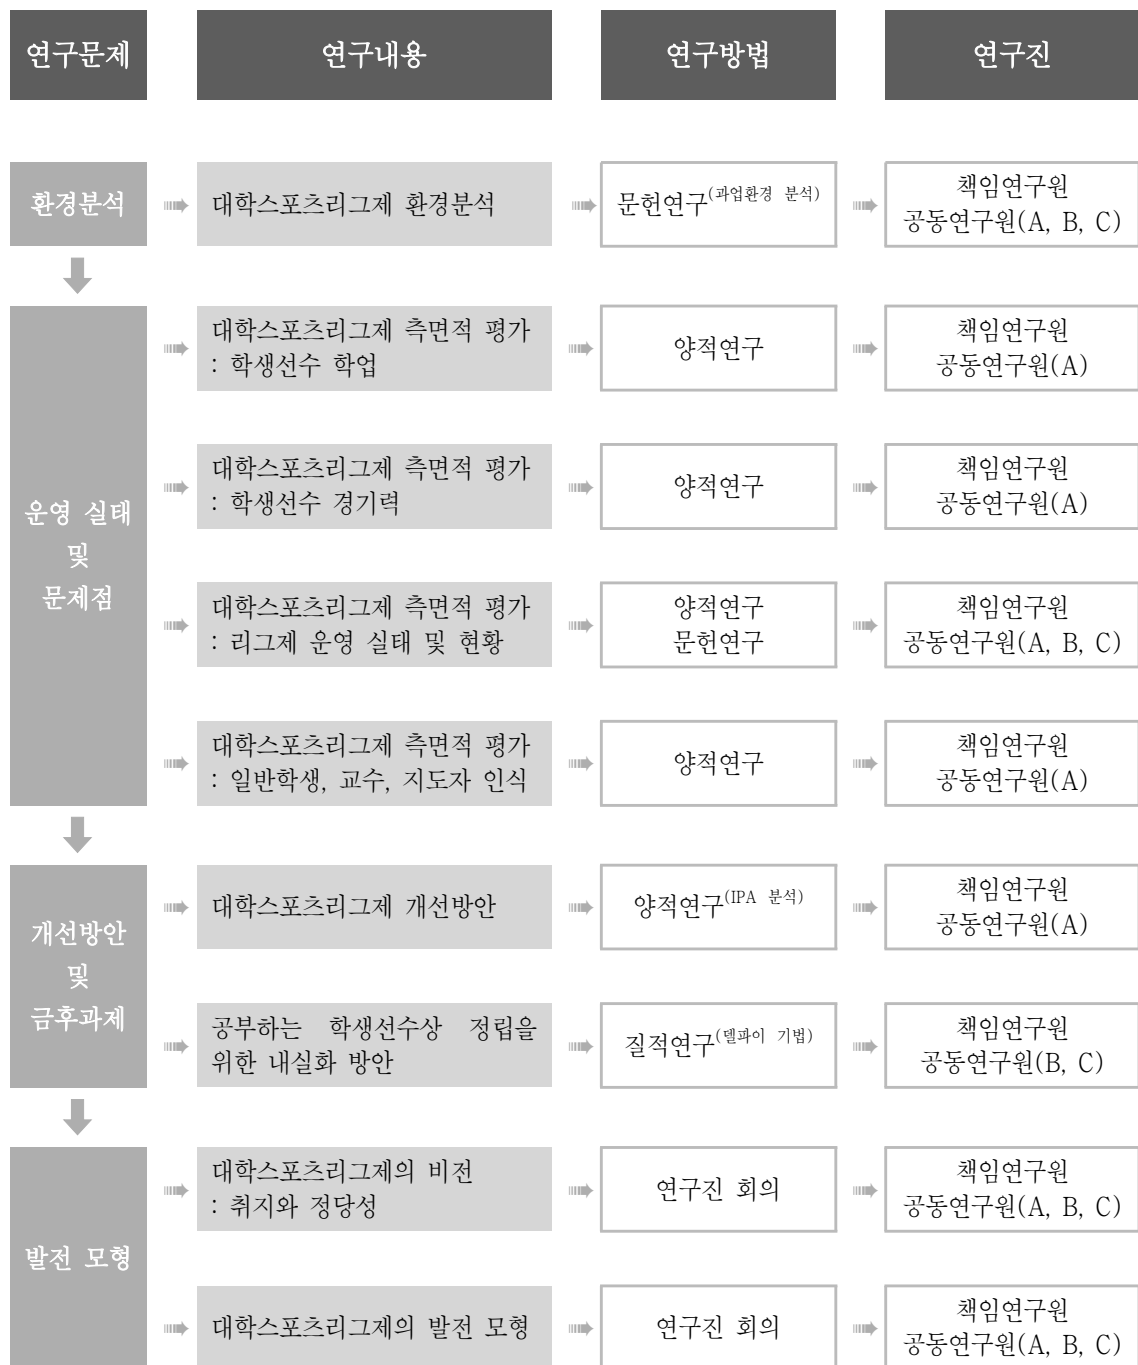 연구문제
연구내용
연구방법
연구진
환경분석
대학스포츠리그제 환경분석
문헌연구(과업환경 분석)
책임연구원
공동연구원(A, B, C)
운영 실태
및
문제점
대학스포츠리그제 측면적 평가
: 학생선수 학업
양적연구
책임연구원
공동연구원(A)
대학스포츠리그제 측면적 평가
: 학생선수 경기력
양적연구
책임연구원
공동연구원(A)
대학스포츠리그제 측면적 평가
: 리그제 운영 실태 및 현황
양적연구
문헌연구
책임연구원
공동연구원(A, B, C)
대학스포츠리그제 측면적 평가
: 일반학생, 교수, 지도자 인식
양적연구
책임연구원
공동연구원(A)
개선방안
및
금후과제
대학스포츠리그제 개선방안
양적연구(IPA 분석)
책임연구원
공동연구원(A)
공부하는 학생선수상 정립을
위한 내실화 방안
질적연구(델파이 기법)
책임연구원
공동연구원(B, C)
발전 모형
대학스포츠리그제의 비전
: 취지와 정당성
연구진 회의
책임연구원
공동연구원(A, B, C)
대학스포츠리그제의 발전 모형
연구진 회의
책임연구원
공동연구원(A, B, C)